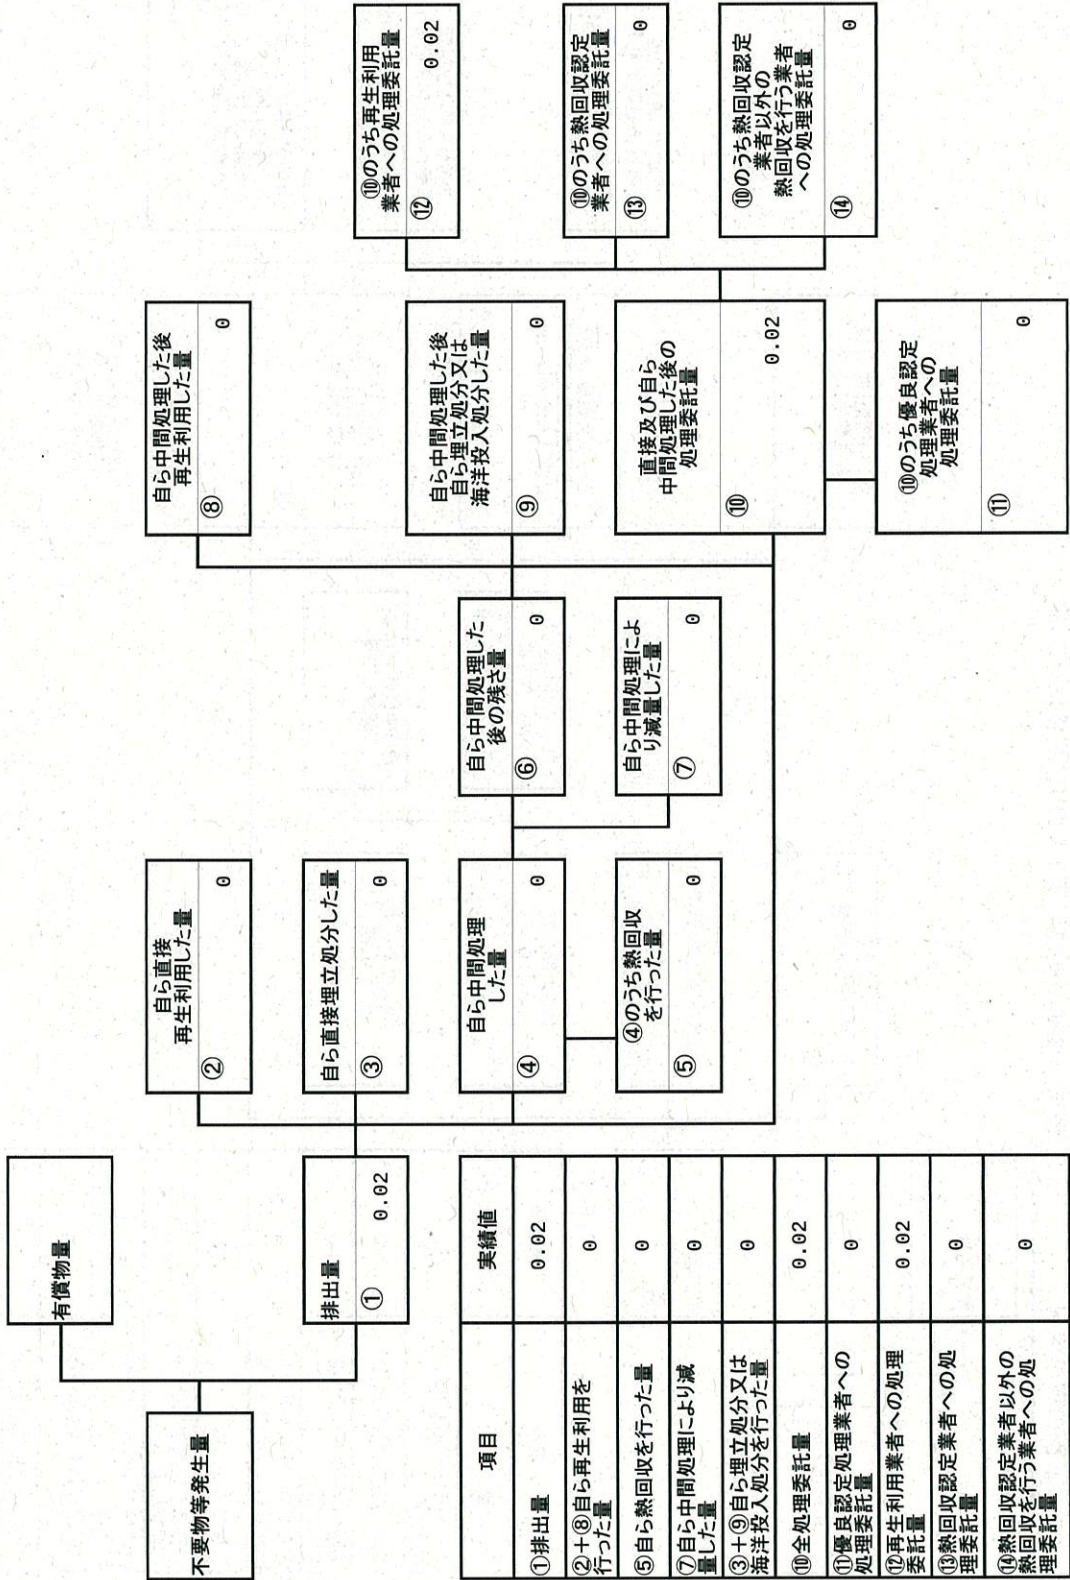 不要物等発生量
有償物量
排出量
①
0.02
自ら直接
再生利用した量
②
0
自ら直接埋立処分した量
③
0
自ら中間処理
した量
④
0
④のうち熱回収
を行った量
⑤
0
自ら中間処理した
後の残さ量
⑥
0
自ら中間処理によ
り減量した量
⑦
0
自ら中間処理した後
再生利用した量
⑧
0
自ら中間処理した後
自ら埋立処分又は
海洋投入処分した量
⑨
0
直接及び自ら
中間処理した後の
処理委託量
⑩
0.02
⑩のうち優良認定
処理業者への
処理委託量
⑪
0
⑩のうち再生利用
業者への処理委託量
⑫
0.02
⑩のうち熱回収認定
業者への処理委託量
⑬
0
⑩のうち熱回収認定
業者以外の
熱回収を行う業者
への処理委託量
⑭
0
項目
実績値
①排出量
0.02
②+⑧自ら再生利用を
行った量
0
⑤自ら熱回収を行った量
0
⑦自ら中間処理により減
量した量
0
③+⑨自ら埋立処分又は
海洋投入処分を行った量
0
⑩全処理委託量
0.02
⑪優良認定処理業者への
処理委託量
0
⑫再生利用業者への処理
委託量
0.02
⑬熱回収認定業者への処
理委託量
0
⑭熱回収認定業者以外の
熱回収を行う業者への処
理委託量
0